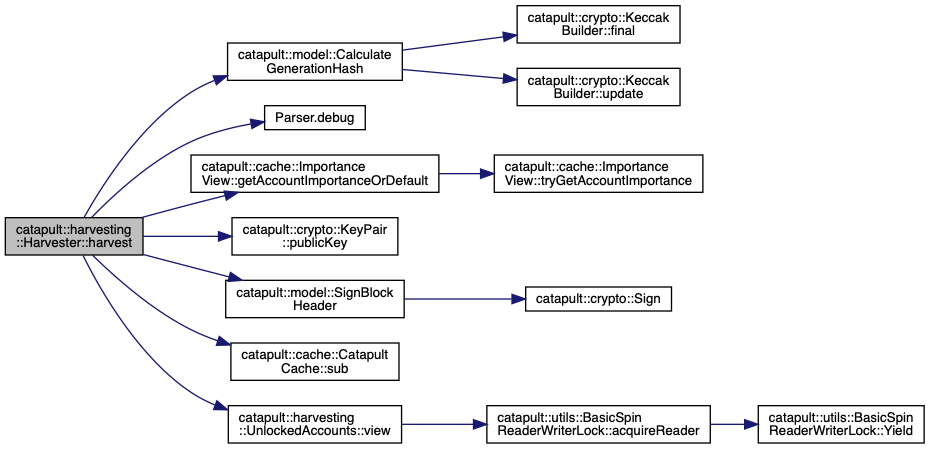 catapult::harvesting
::Harvester::harvest
catapult::model::Calculate
GenerationHash
catapult::crypto::Keccak
Builder::final
catapult::crypto::Keccak
Builder::update
Parser.debug
catapult::cache::Importance
View::getAccountImportanceOrDefault
catapult::cache::Importance
View::tryGetAccountImportance
catapult::crypto::KeyPair
::publicKey
catapult::model::SignBlock
Header
catapult::crypto::Sign
catapult::cache::Catapult
Cache::sub
catapult::harvesting
::UnlockedAccounts::view
catapult::utils::BasicSpin
ReaderWriterLock::acquireReader
catapult::utils::BasicSpin
ReaderWriterLock::Yield